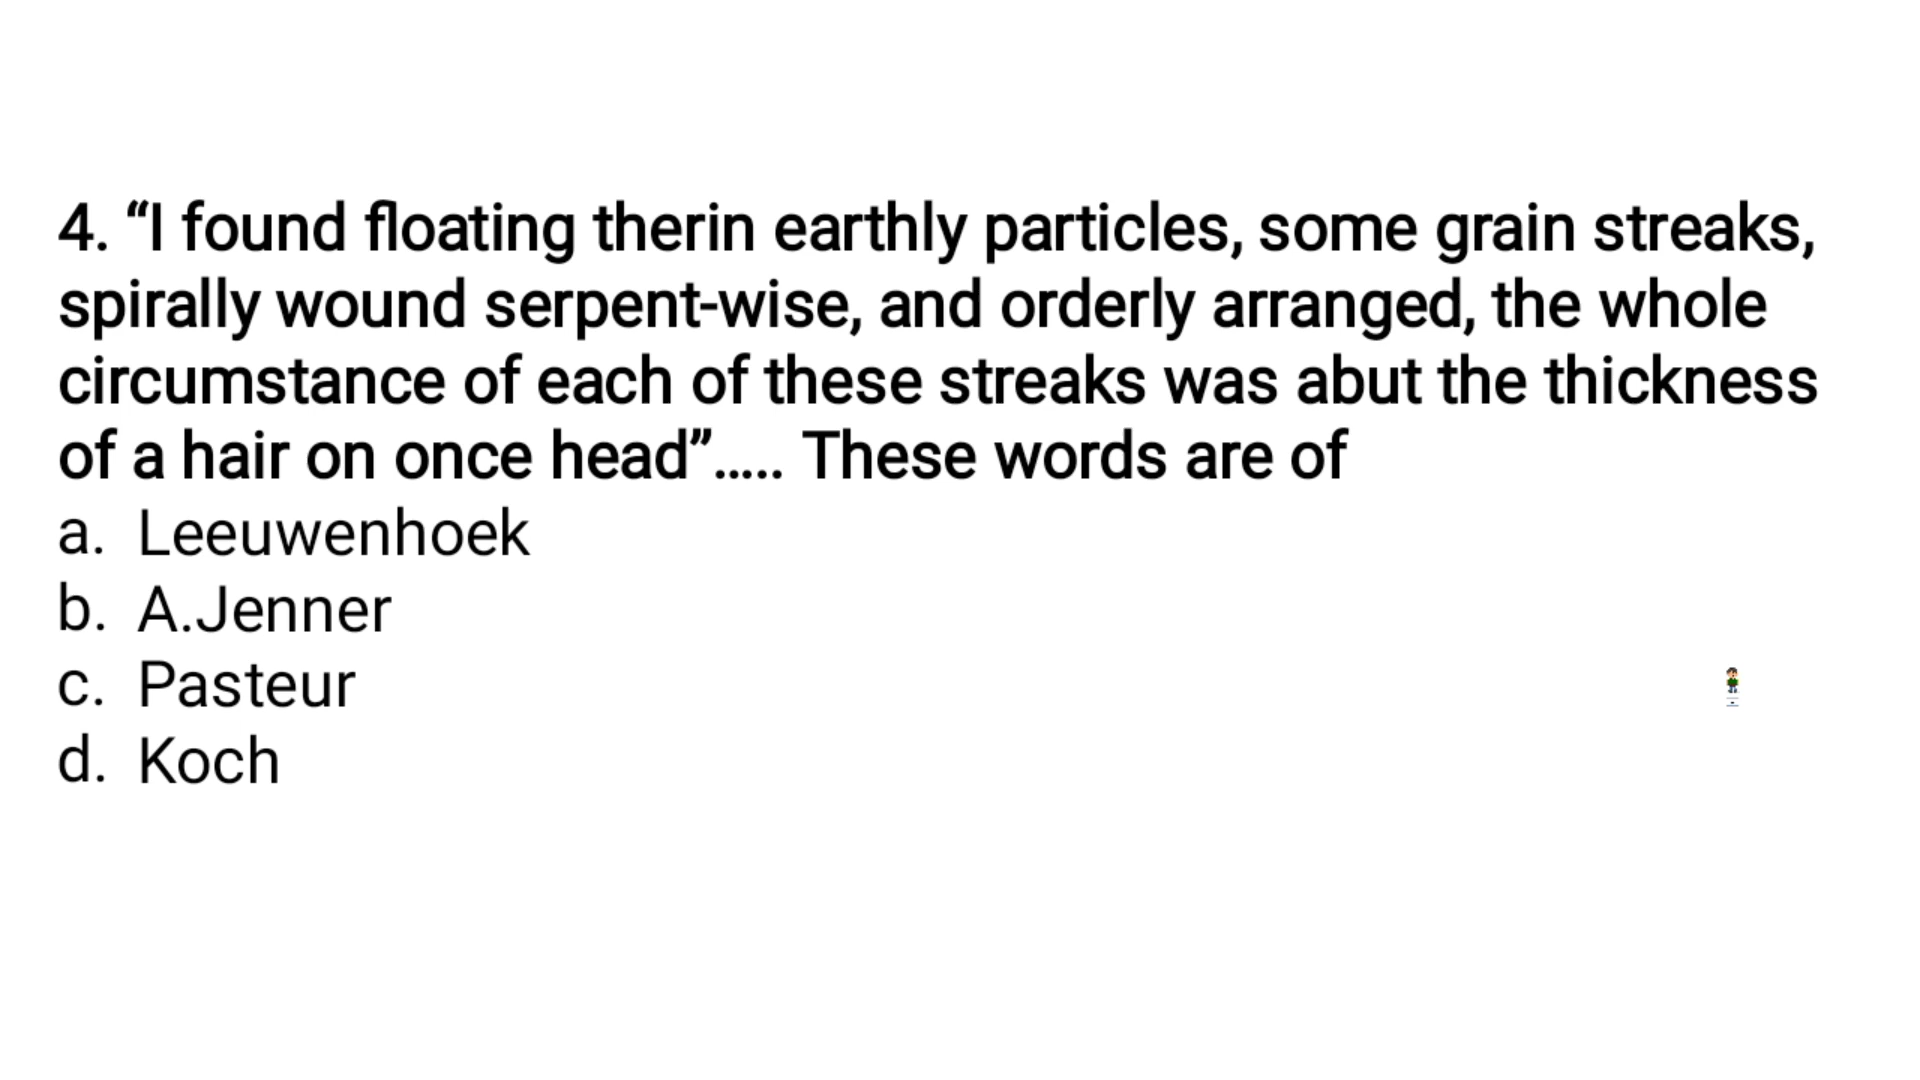 4. “I found floating therin earthly particles, some grain streaks,
spirally wound serpent-wise, and orderly arranged, the whole
circumstance of each of these streaks was abut the thickness
of a hair on once head”..... These words are of
a. Leeuwenhoek
b. A.Jenner
c. Pasteur
d. Koch